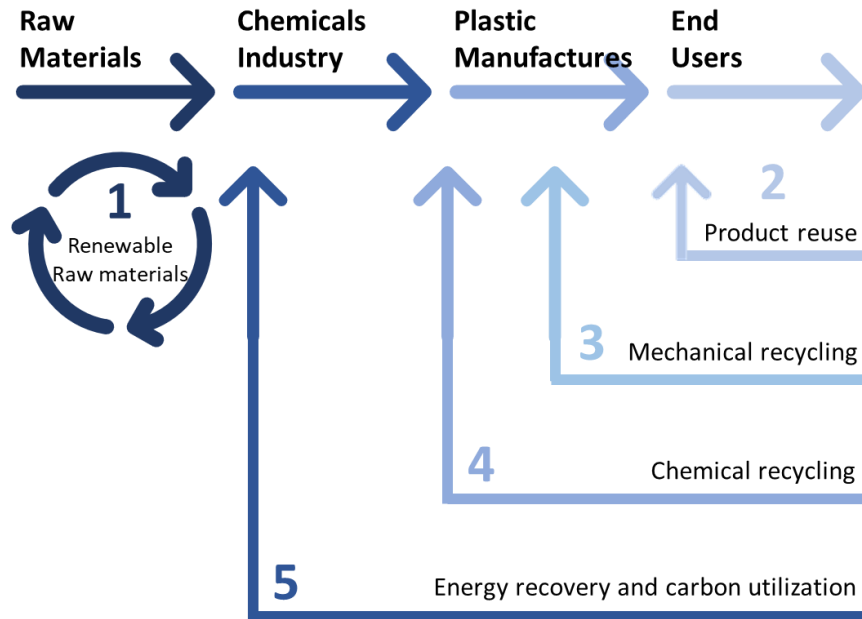 Raw
Materials
Chemicals
Industry
Plastic
Manufactures
End
Users
1
Renewable
Raw materials
2
Product reuse
3
Mechanical recycling
4
Chemical recycling
5
Energy recovery and carbon utilization